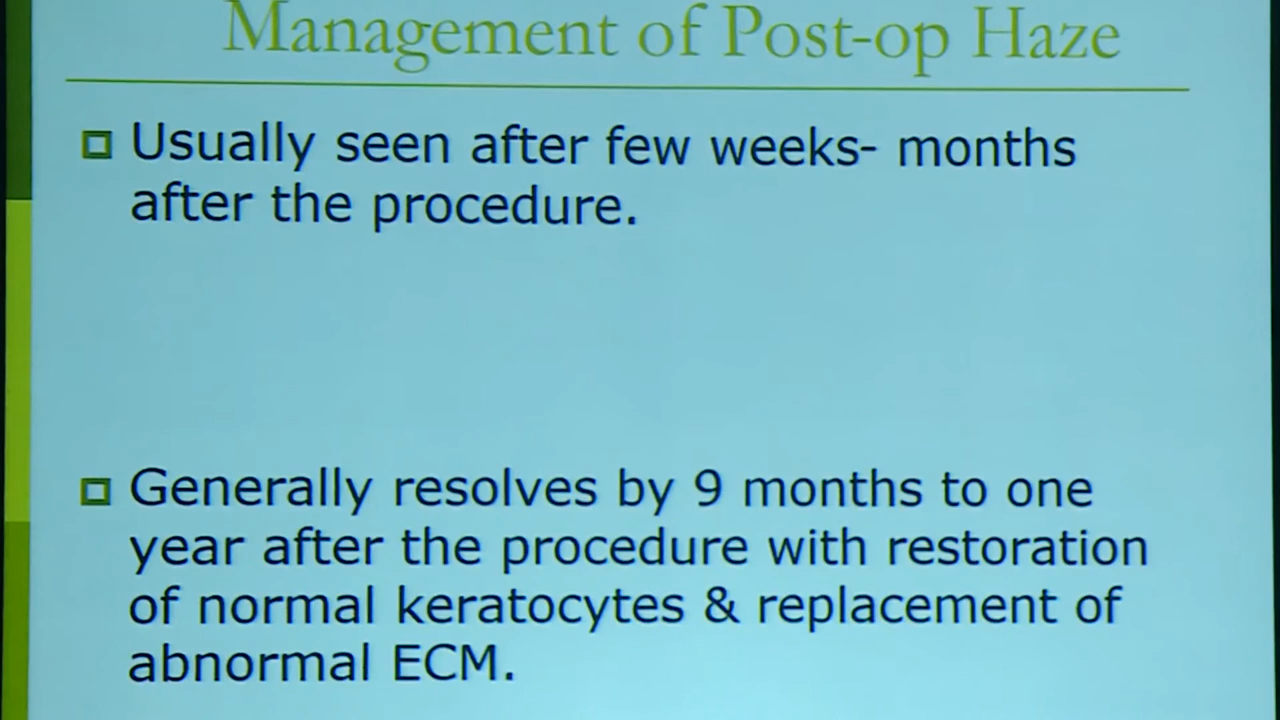 Management of Post-op Haze
Usually seen after few weeks- months
after the procedure.
Generally resolves by 9 months to one
year after the procedure with restoration
of normal keratocytes & replacement of
abnormal ECM.